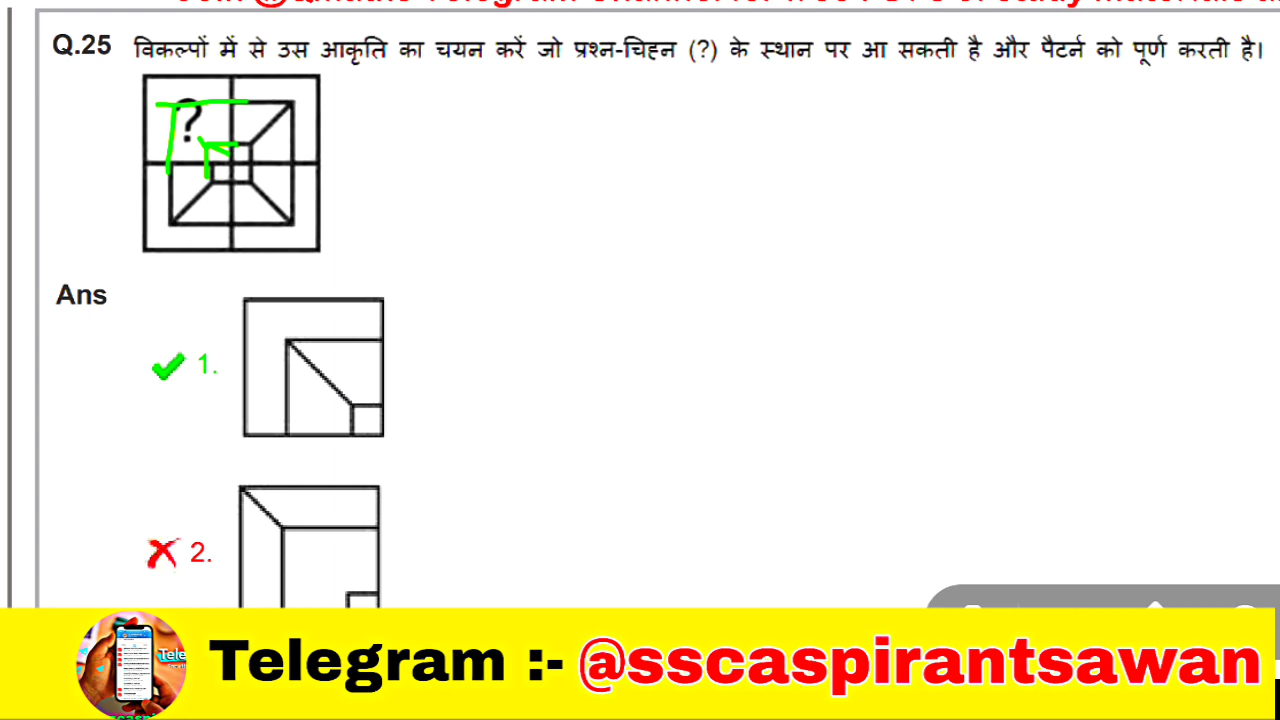 Q.25 विकल्पों में से उस आकृति का चयन करें जो प्रश्न-चिह्न (?) के स्थान पर आ सकती है और पैटर्न को पूर्ण करती है।
?
Ans
1.
2.
Telegram :- @sscaspirantsawan